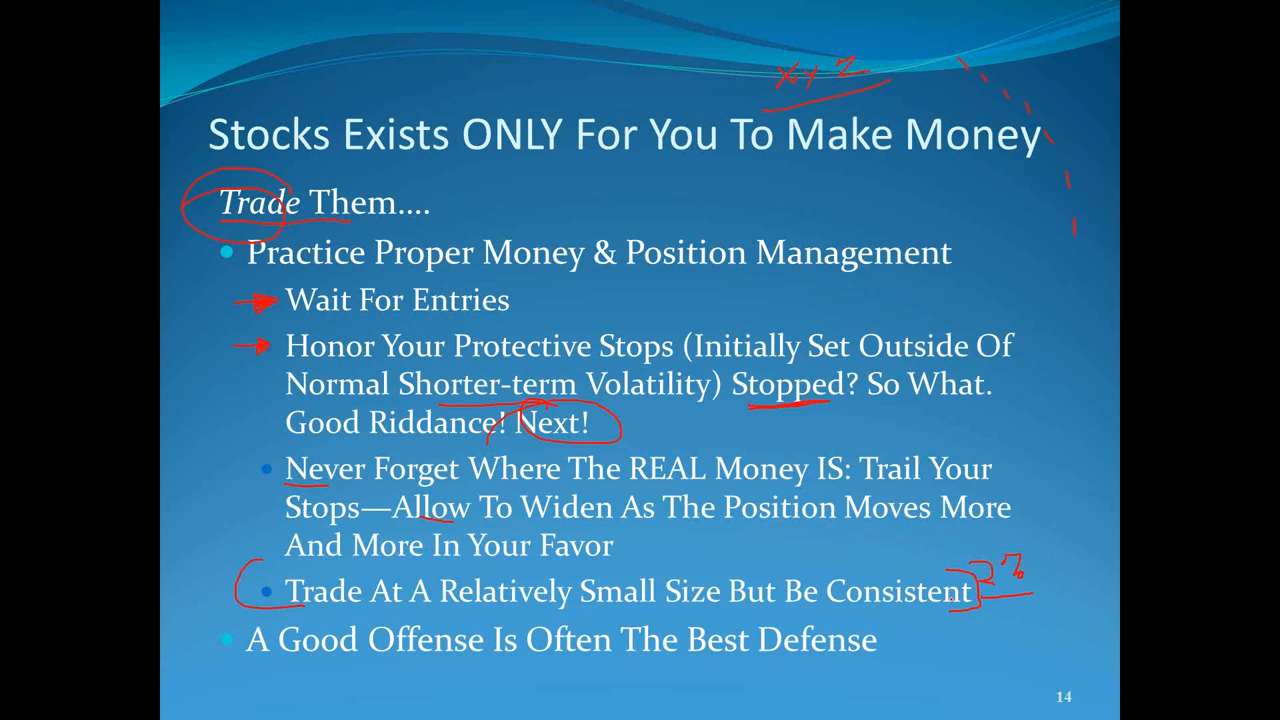 XYZ
Stocks Exists ONLY For You To Make Money
Trade Them....
Practice Proper Money & Position Management
Wait For Entries
Honor Your Protective Stops (Initially Set Outside Of
Normal Shorter-term Volatility) Stopped? So What.
Good Riddance! Next!
Never Forget Where The REAL Money IS: Trail Your
Stops—Allow To Widen As The Position Moves More
And More In Your Favor
Trade At A Relatively Small Size But Be Consistent 2%
A Good Offense Is Often The Best Defense
14